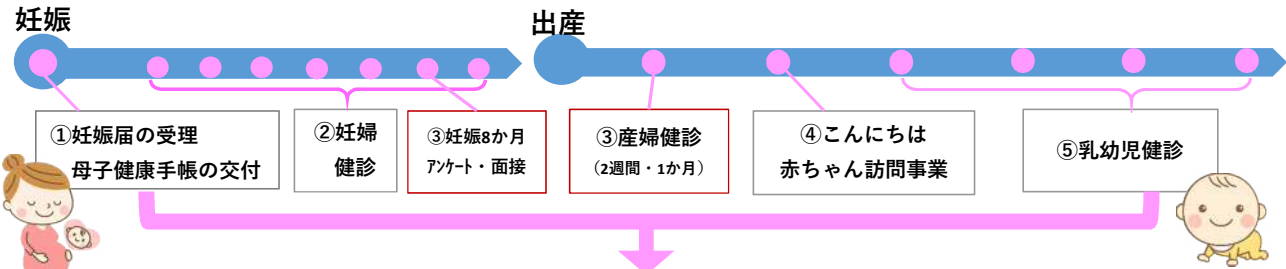 妊娠
出産
①妊娠届の受理
母子健康手帳の交付
②妊婦
健診
③妊娠8か月
アンケート・面接
③産婦健診
（2週間・1か月）
④こんにちは
赤ちゃん訪問事業
⑤乳幼児健診